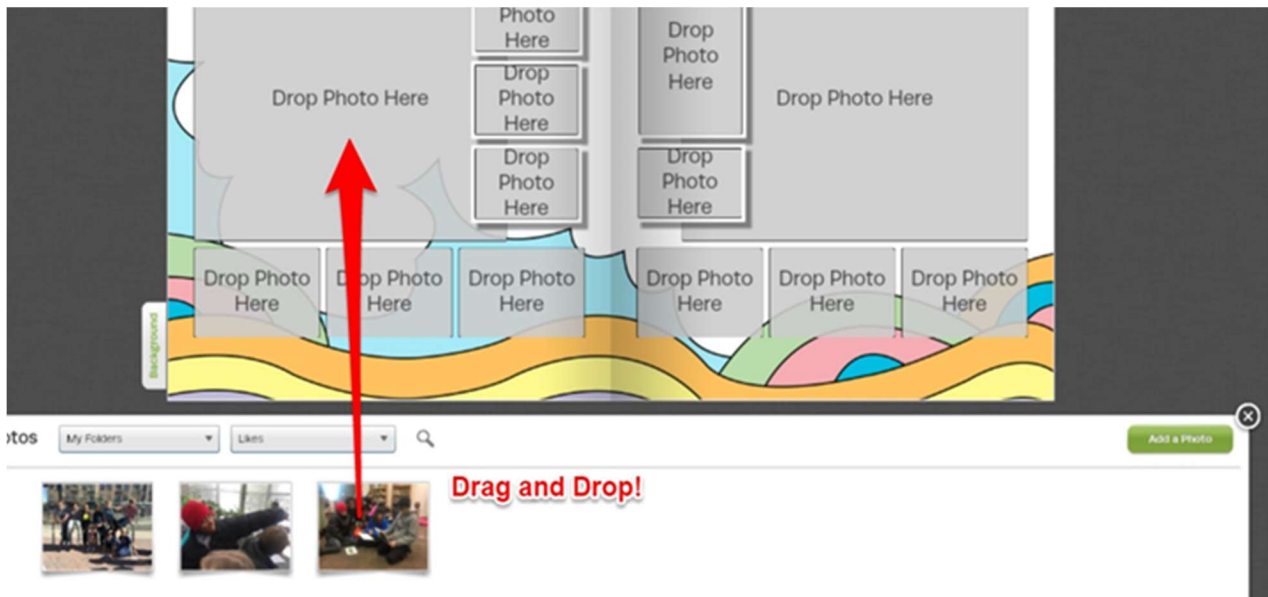 Photo
Here
Drop
Photo
Here
Drop Photo Here
Drop
Photo
Here
Drop Photo Here
Drop
Photo
Here
Drop
Photo
Here
Drop Photo
Here
Drop Photo
Here
Drop Photo
Here
Drop Photo
Here
Drop Photo
Here
Drop Photo
Here
Background
otos
My Folders
Likes
Add a Photo
Drag and Drop!